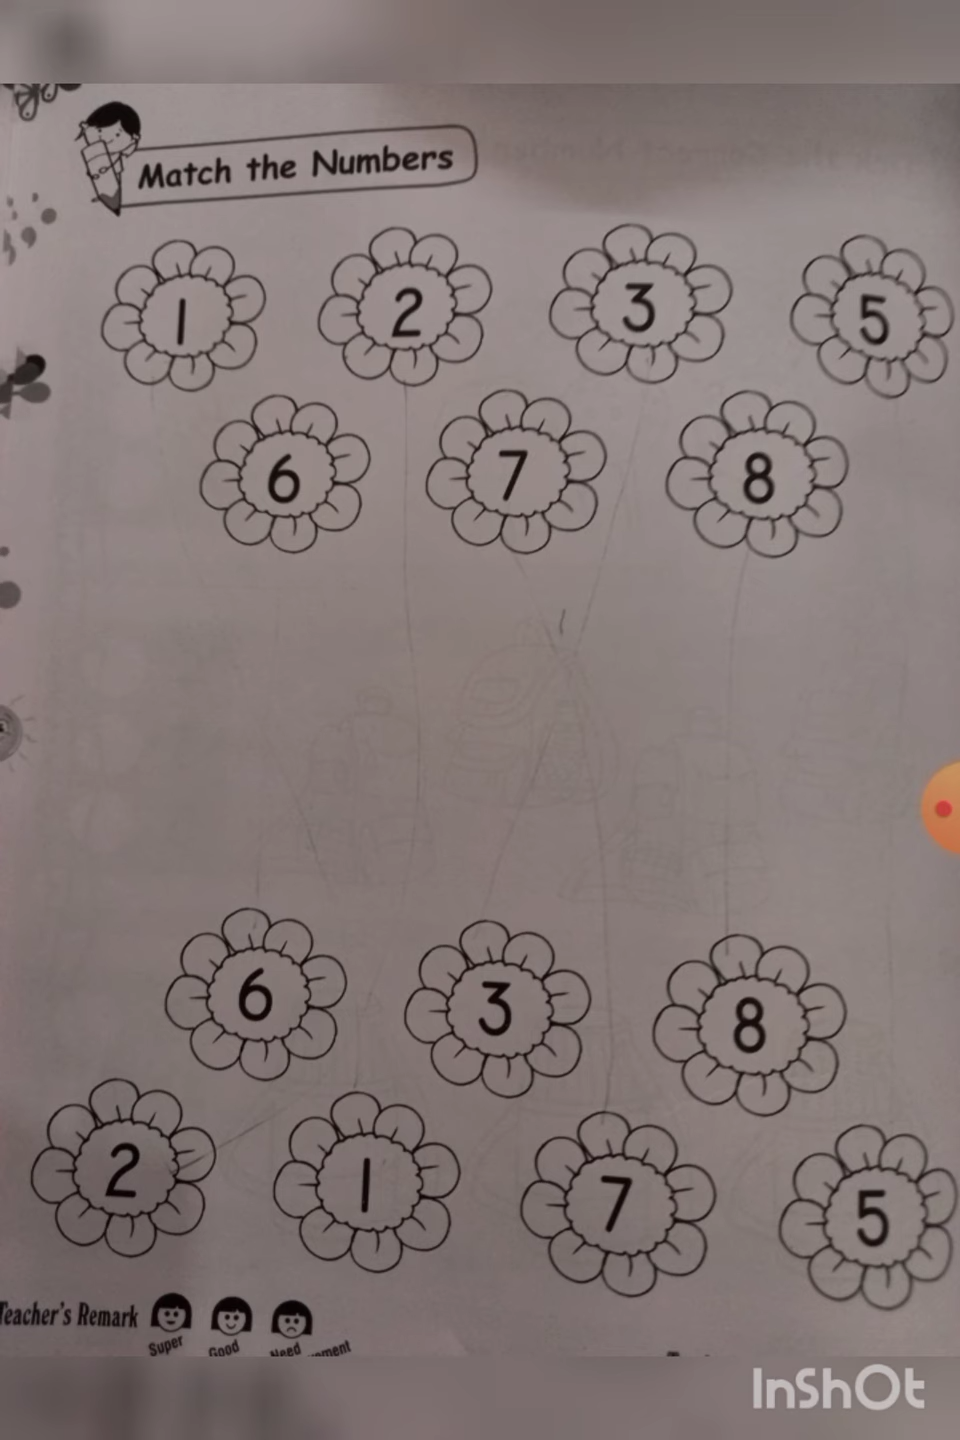 Match the Numbers
1 2 3 5
6 7 8
6 3 8
2 1 7 5
Teacher's Remark
Super Good Need
InShOt